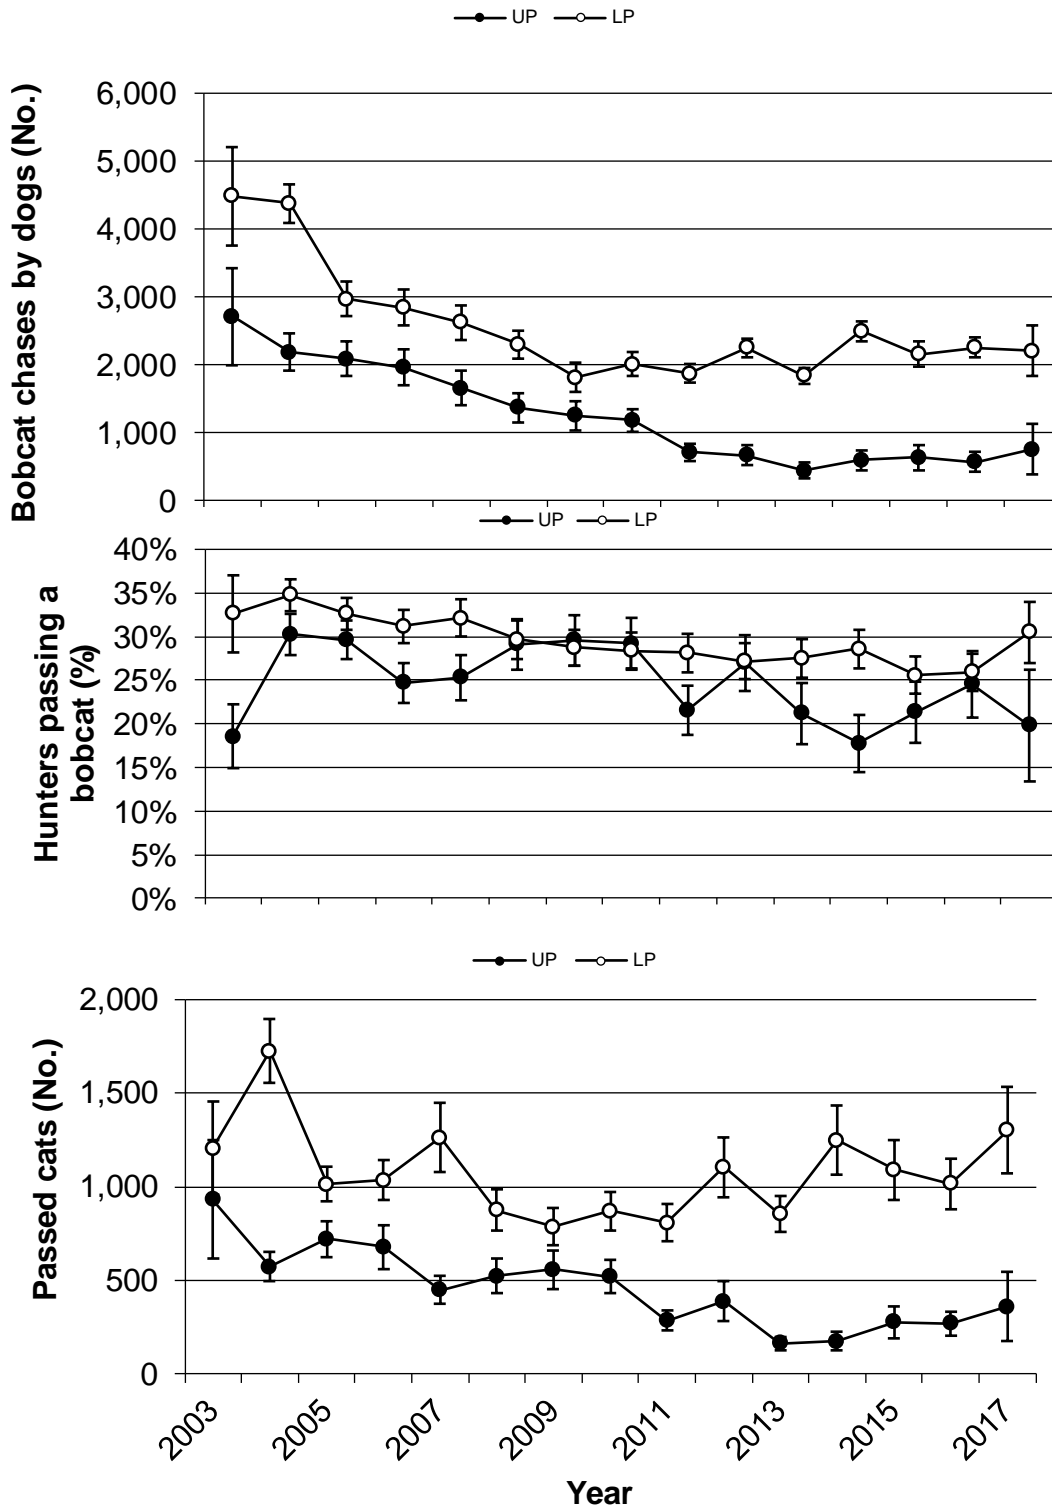 UP LP
Bobcat chases by dogs (No.)
6,000
5,000
4,000
3,000
2,000
1,000
0
UP LP
Hunters passing a
bobcat (%)
40%
35%
30%
25%
20%
15%
10%
5%
0%
UP LP
Passed cats (No.)
2,000
1,500
1,000
500
0
2003 2005 2007 2009 2011 2013 2015 2017
Year